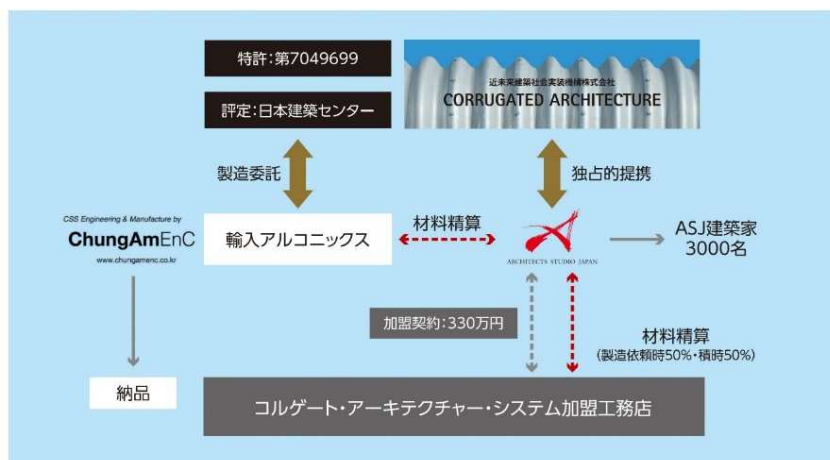 特許：第7049699
近未来建築社会実装機構株式会社
CORRUGATED ARCHITECTURE
評定：日本建築センター
製造委託
独占的提携
CSS Engineering & Manufacture by
ChungAmEnC
www.chungamenc.co.kr
輸入アルコニックス
材料精算
ARCHITECTS STUDIO JAPAN
ASJ建築家
3000名
加盟契約：330万円
材料精算
（製造依頼時50%・積時50%）
納品
コルゲート・アーキテクチャー・システム加盟工務店